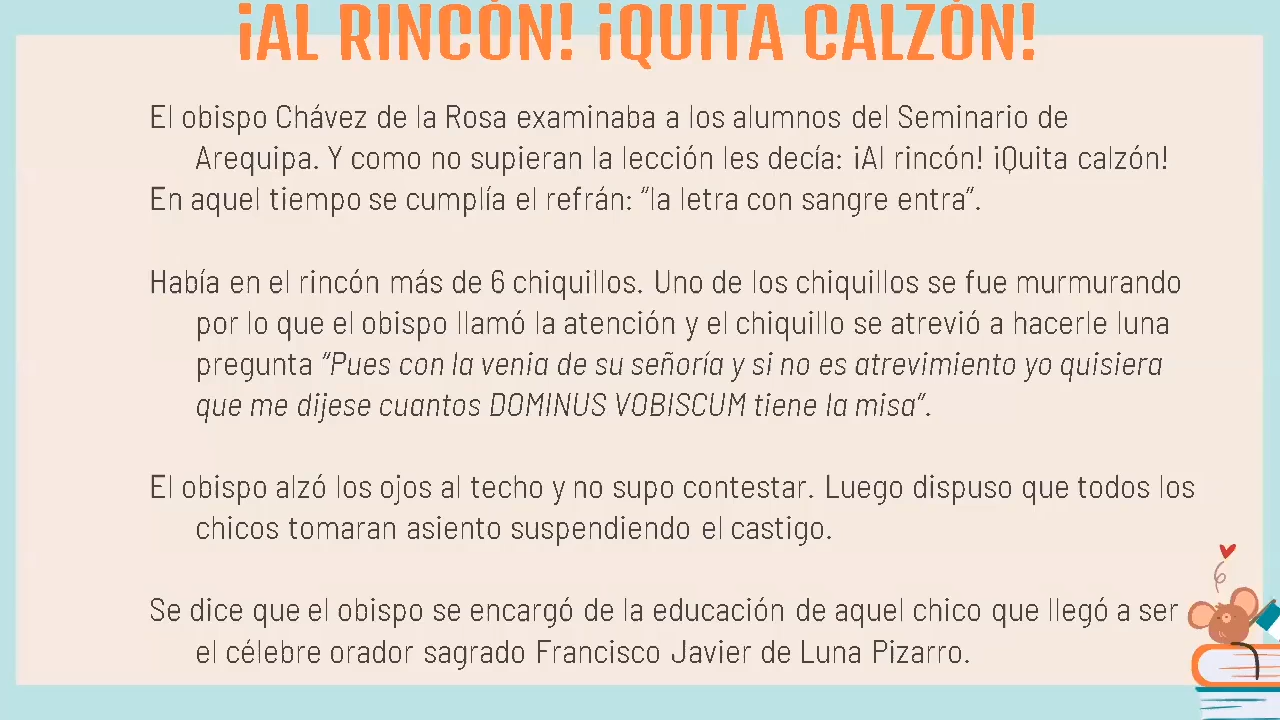 ¡AL RINCÓN! ¡QUITA CALZÓN!
El obispo Chávez de la Rosa examinaba a los alumnos del Seminario de
Arequipa. Y como no supieran la lección les decía: ¡Al rincón! ¡Quita calzón!
En aquel tiempo se cumplía el refrán: “la letra con sangre entra”.
Había en el rincón más de 6 chiquillos. Uno de los chiquillos se fue murmurando
por lo que el obispo llamó la atención y el chiquillo se atrevió a hacerle luna
pregunta “Pues con la venia de su señoría y si no es atrevimiento yo quisiera
que me dijese cuantos DOMINUS VOBISCUM tiene la misa”.
El obispo alzó los ojos al techo y no supo contestar. Luego dispuso que todos los
chicos tomaran asiento suspendiendo el castigo.
Se dice que el obispo se encargó de la educación de aquel chico que llegó a ser
el célebre orador sagrado Francisco Javier de Luna Pizarro.